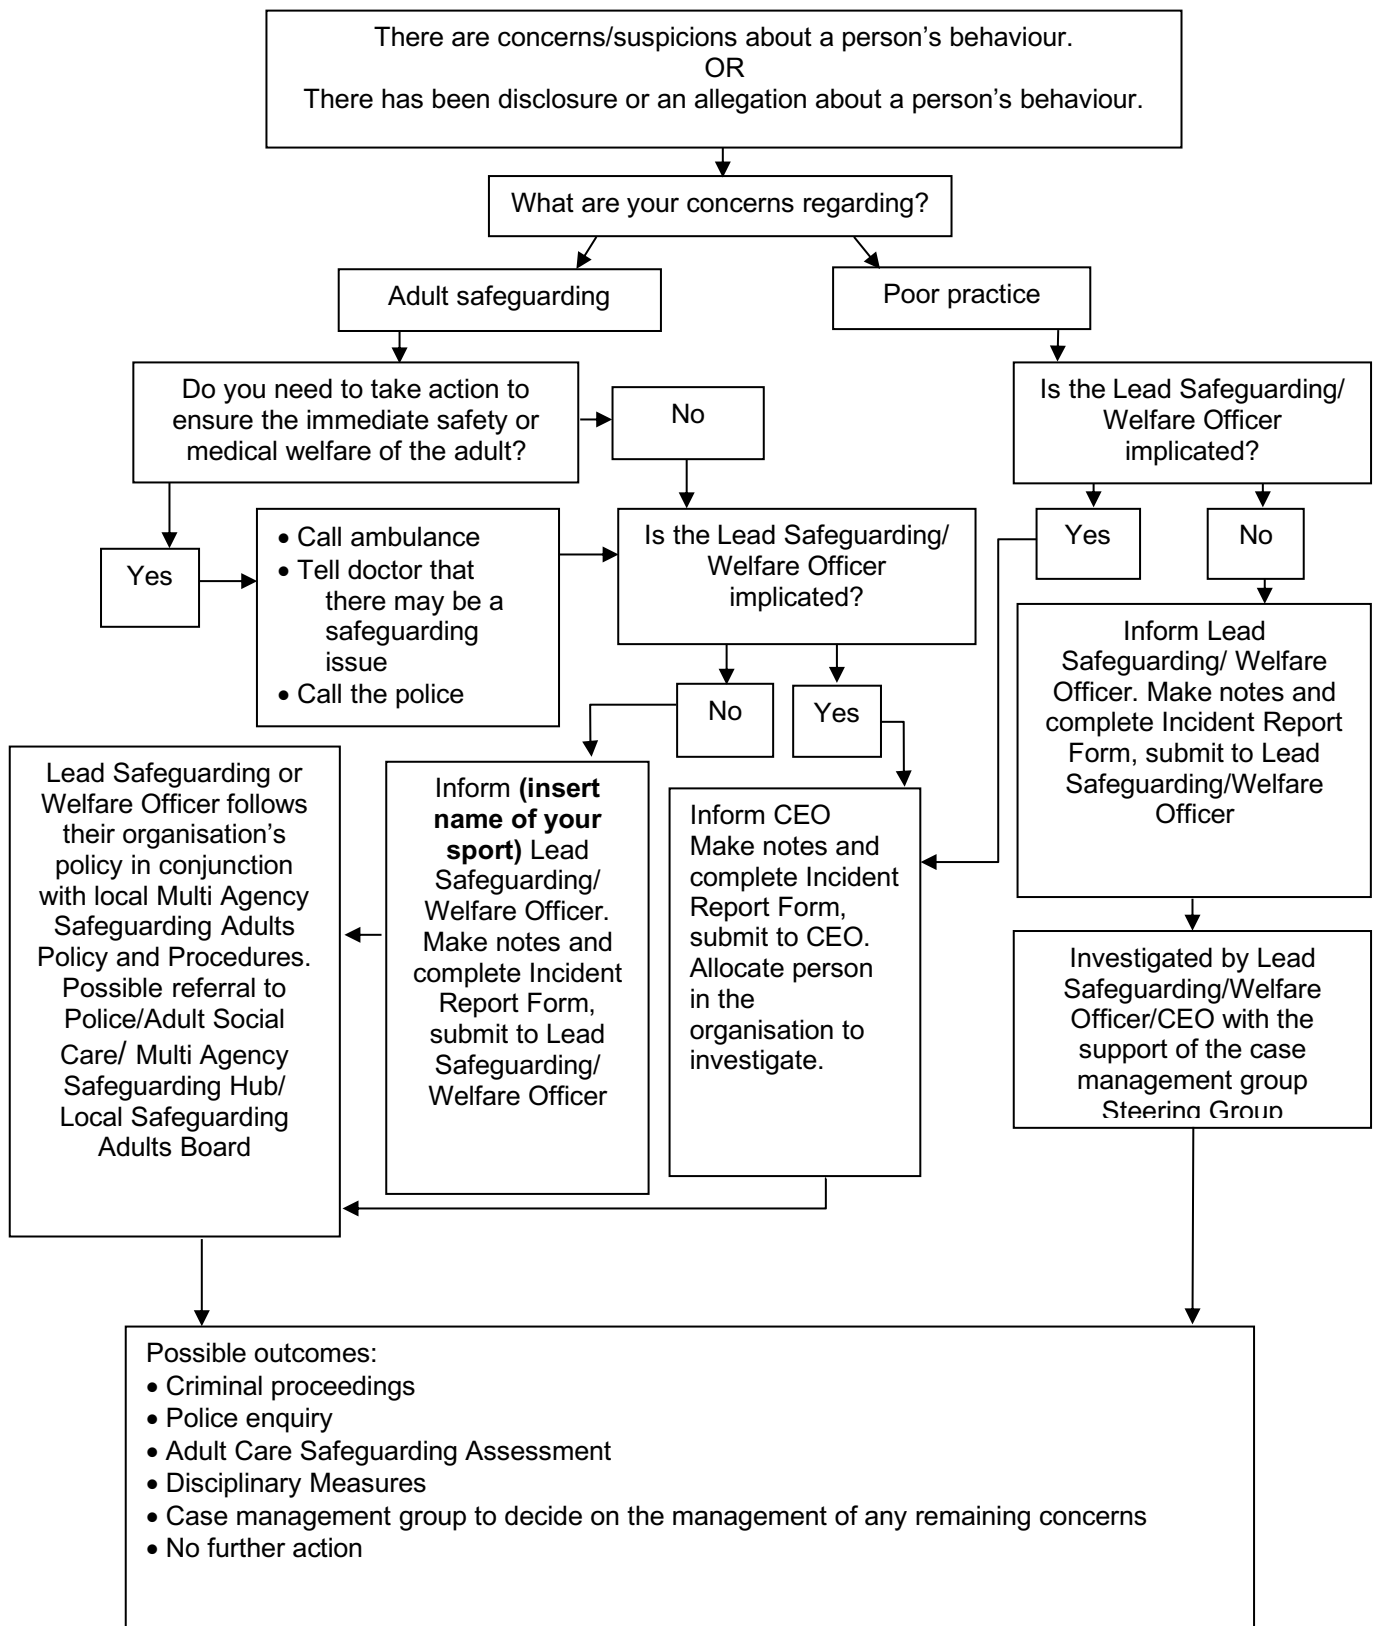 There are concerns/suspicions about a person’s behaviour.
OR
There has been disclosure or an allegation about a person’s behaviour.
What are your concerns regarding?
Adult safeguarding
Poor practice
Do you need to take action to
ensure the immediate safety or
medical welfare of the adult?
No
Is the Lead Safeguarding/
Welfare Officer
implicated?
Yes
• Call ambulance
• Tell doctor that
there may be a
safeguarding
issue
• Call the police
Is the Lead Safeguarding/
Welfare Officer
implicated?
Yes
No
No
Yes
Inform Lead
Safeguarding/ Welfare
Officer. Make notes and
complete Incident Report
Form, submit to Lead
Safeguarding/Welfare
Officer
Lead Safeguarding or
Welfare Officer follows
their organisation’s
policy in conjunction
with local Multi Agency
Safeguarding Adults
Policy and Procedures.
Possible referral to
Police/Adult Social
Care/ Multi Agency
Safeguarding Hub/
Local Safeguarding
Adults Board
Inform (insert
name of your
sport) Lead
Safeguarding/
Welfare Officer.
Make notes and
complete Incident
Report Form,
submit to Lead
Safeguarding/
Welfare Officer
Inform CEO
Make notes and
complete Incident
Report Form,
submit to CEO.
Allocate person
in the
organisation to
investigate.
Investigated by Lead
Safeguarding/Welfare
Officer/CEO with the
support of the case
management group
Steering Group
Possible outcomes:
• Criminal proceedings
• Police enquiry
• Adult Care Safeguarding Assessment
• Disciplinary Measures
• Case management group to decide on the management of any remaining concerns
• No further action